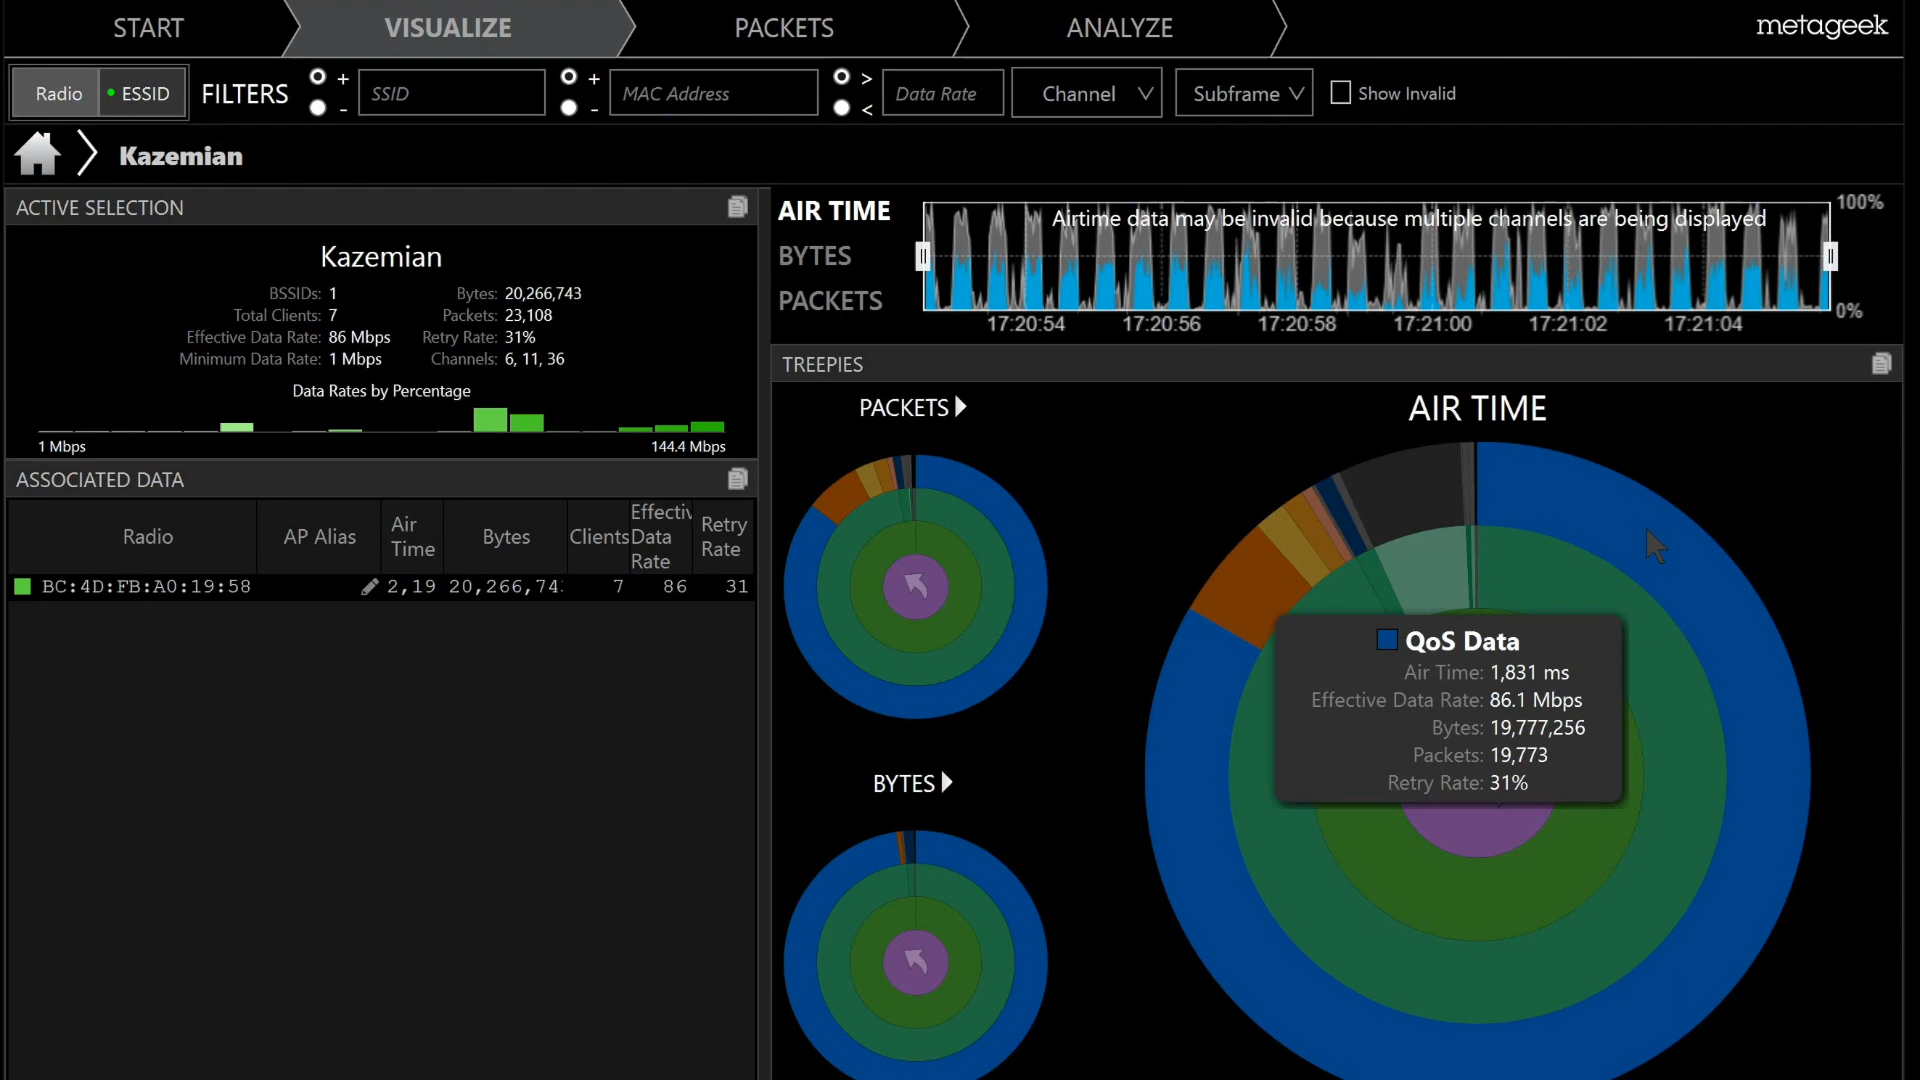 START
VISUALIZE
PACKETS
ANALYZE
metageek
Radio
ESSID
FILTERS
+
-
SSID
+
-
MAC Address
>
<
Data Rate
Channel
Subframe
Show Invalid
Kazemian
ACTIVE SELECTION
Kazemian
BSSIDs: 1
Bytes: 20,266,743
Total Clients: 7
Packets: 23,108
Effective Data Rate: 86 Mbps
Retry Rate: 31%
Minimum Data Rate: 1 Mbps
Channels: 6, 11, 36
Data Rates by Percentage
1 Mbps
144.4 Mbps
ASSOCIATED DATA
Radio
AP Alias
Air
Time
Bytes
Clients
Effectiv
Data
Rate
Retry
Rate
BC:4D:FB:A0:19:58
2,19
20,266,74
7
86
31
AIR TIME
BYTES
PACKETS
Airtime data may be invalid because multiple channels are being displayed
100%
0%
17:20:54
17:20:56
17:20:58
17:21:00
17:21:02
17:21:04
TREEPIES
PACKETS
BYTES
AIR TIME
QoS Data
Air Time: 1,831 ms
Effective Data Rate: 86.1 Mbps
Bytes: 19,777,256
Packets: 19,773
Retry Rate: 31%